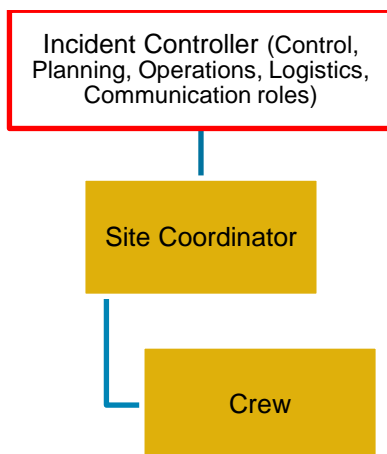 Incident Controller (Control,
Planning, Operations, Logistics,
Communication roles)
Site Coordinator
Crew